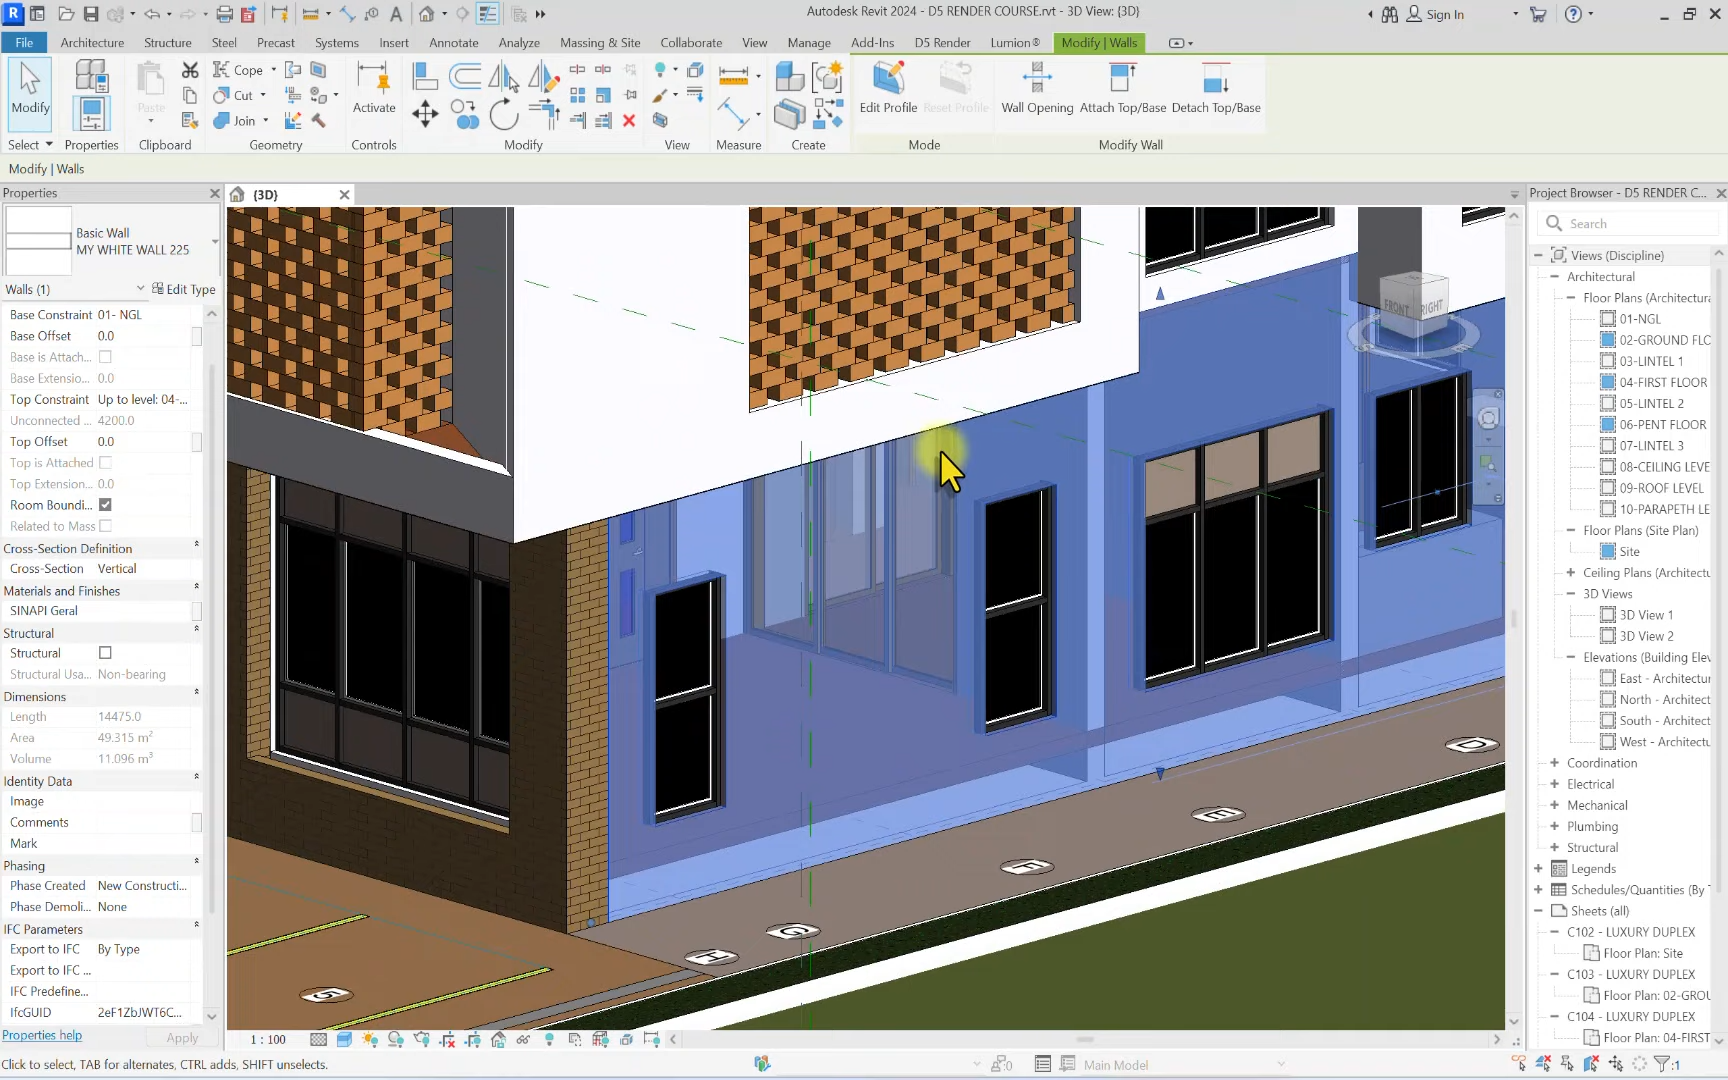 Autodesk Revit 2024 - D5 RENDER COURSE.rvt - 3D View: {3D}
Sign In
File Architecture Structure Steel Precast Systems Insert Annotate Analyze Massing & Site Collaborate View Manage Add-Ins D5 Render Lumion® Modify | Walls
Modify Paste Cope Cut Join Activate Edit Profile Reset Profile Wall Opening Attach Top/Base Detach Top/Base
Select Properties Clipboard Geometry Controls Modify View Measure Create Mode Modify Wall
Modify | Walls
Properties
{3D}
Project Browser - D5 RENDER C...
Basic Wall
MY WHITE WALL 225
Walls (1) Edit Type
Base Constraint 01- NGL
Base Offset 0.0
Base is Attach...
Base Extensio... 0.0
Top Constraint Up to level: 04-...
Unconnected ... 4200.0
Top Offset 0.0
Top is Attached
Top Extension... 0.0
Room Boundi...
Related to Mass
Cross-Section Definition
Cross-Section Vertical
Materials and Finishes
SINAPI Geral
Structural
Structural
Structural Usa... Non-bearing
Dimensions
Length 14475.0
Area 49.315 m²
Volume 11.096 m³
Identity Data
Image
Comments
Mark
Phasing
Phase Created New Constructi...
Phase Demoli... None
IFC Parameters
Export to IFC By Type
Export to IFC ...
IFC Predefine...
IfcGUID 2eF1ZbJWT6C...
Properties help Apply
FRONT RIGHT
D
E
F
G
H
5
Search
Views (Discipline)
Architectural
Floor Plans (Architectura
01-NGL
02-GROUND FLO
03-LINTEL 1
04-FIRST FLOOR
05-LINTEL 2
06-PENT FLOOR
07-LINTEL 3
08-CEILING LEVE
09-ROOF LEVEL
10-PARAPETH LE
Floor Plans (Site Plan)
Site
Ceiling Plans (Architectu
3D Views
3D View 1
3D View 2
Elevations (Building Elev
East - Architectur
North - Architect
South - Architect
West - Architectu
Coordination
Electrical
Mechanical
Plumbing
Structural
Legends
Schedules/Quantities (By T
Sheets (all)
C102 - LUXURY DUPLEX
Floor Plan: Site
C103 - LUXURY DUPLEX
Floor Plan: 02-GROU
C104 - LUXURY DUPLEX
Floor Plan: 04-FIRST
1 : 100
Click to select, TAB for alternates, CTRL adds, SHIFT unselects.
:0
Main Model
:1